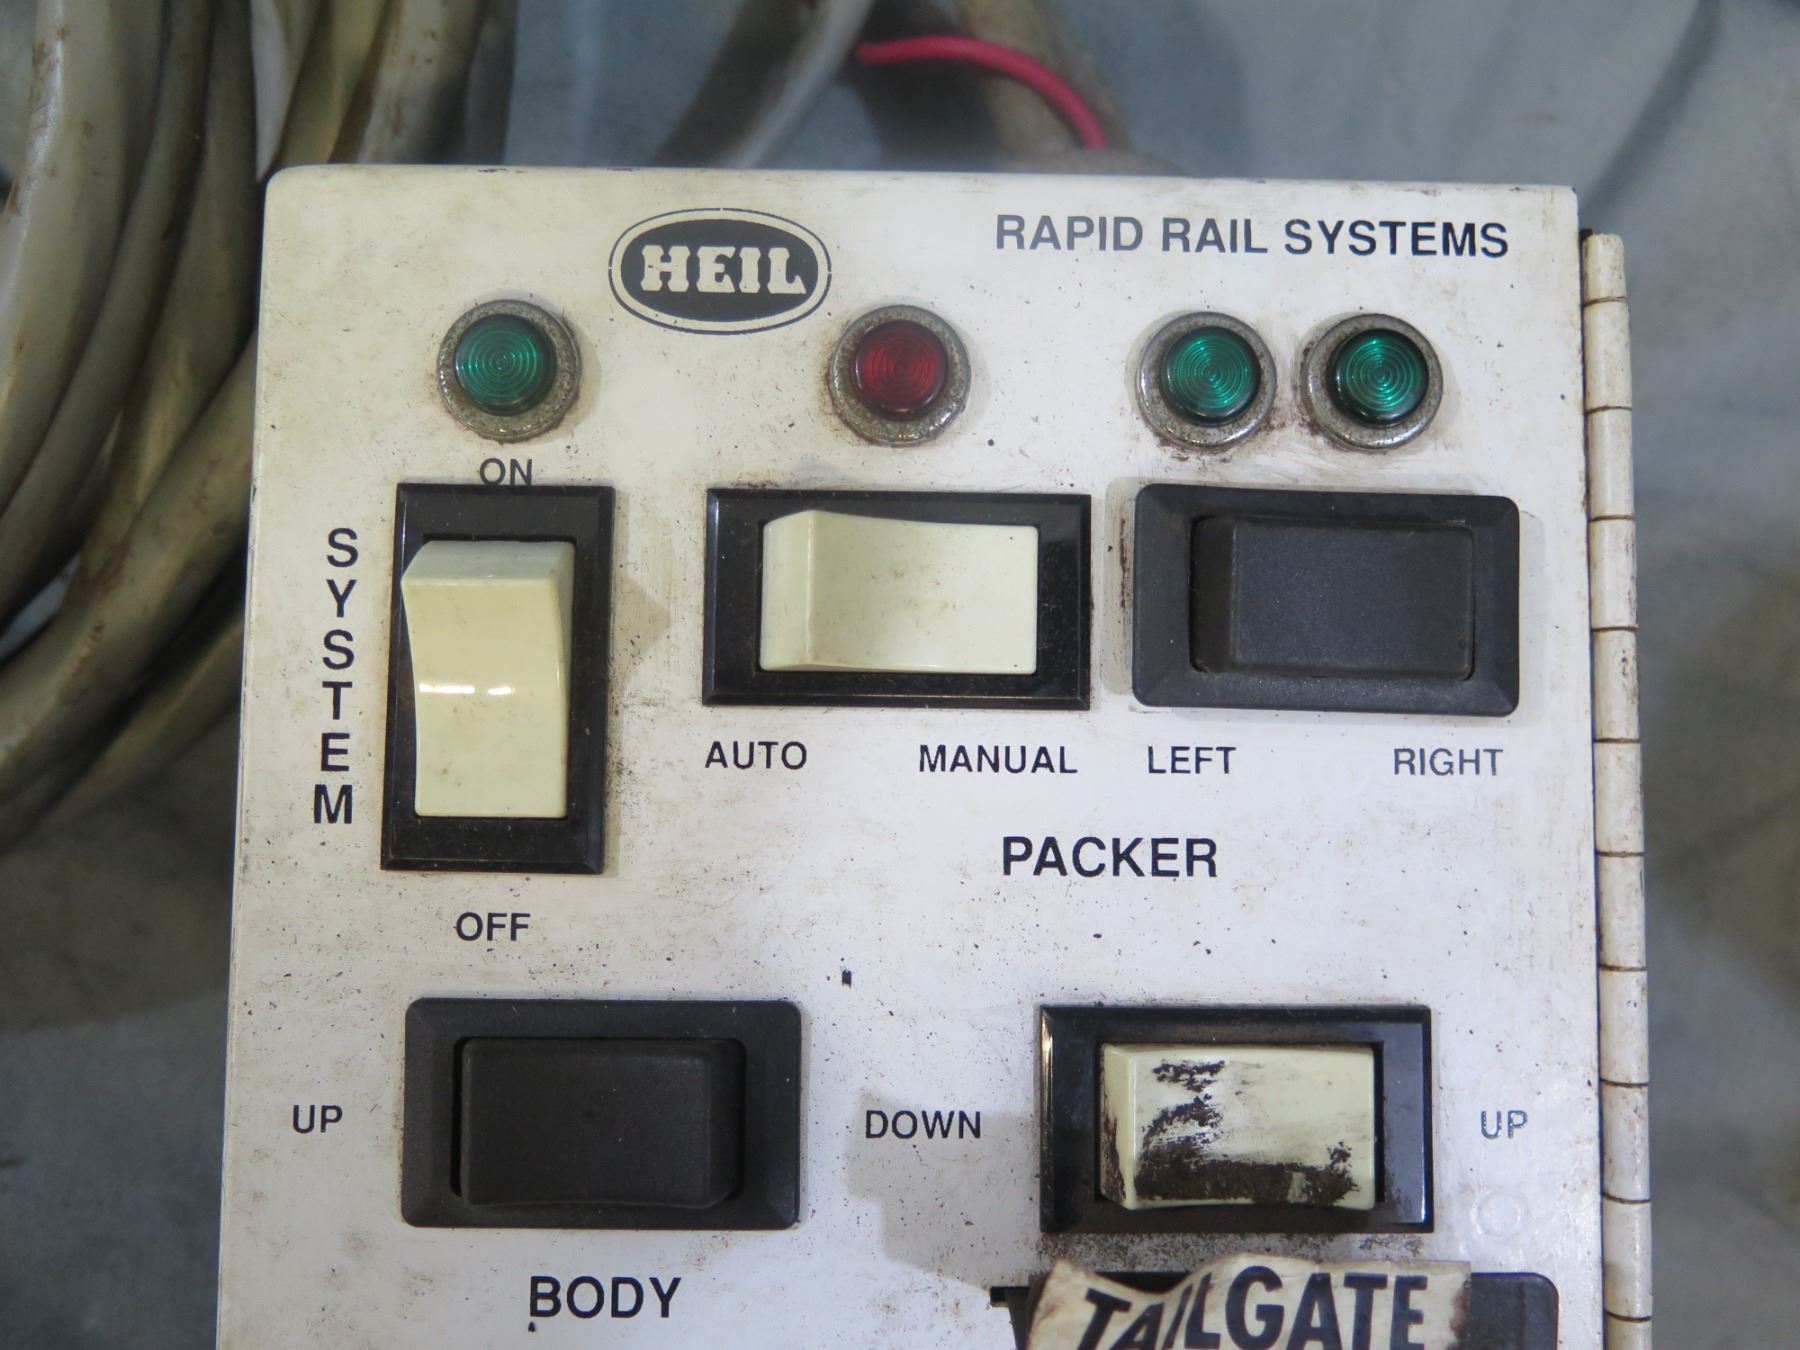 HEIL
RAPID RAIL SYSTEMS
ON
SYSTEM
OFF
AUTO MANUAL
LEFT RIGHT
PACKER
UP DOWN UP
BODY
TAILGATE